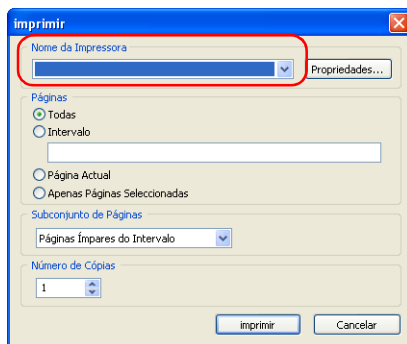 imprimir
Nome da Impressora
Propriedades...
Páginas
Todas
Intervalo
Página Actual
Apenas Páginas Seleccionadas
Subconjunto de Páginas
Páginas Ímpares do Intervalo
Número de Cópias
1
imprimir Cancelar